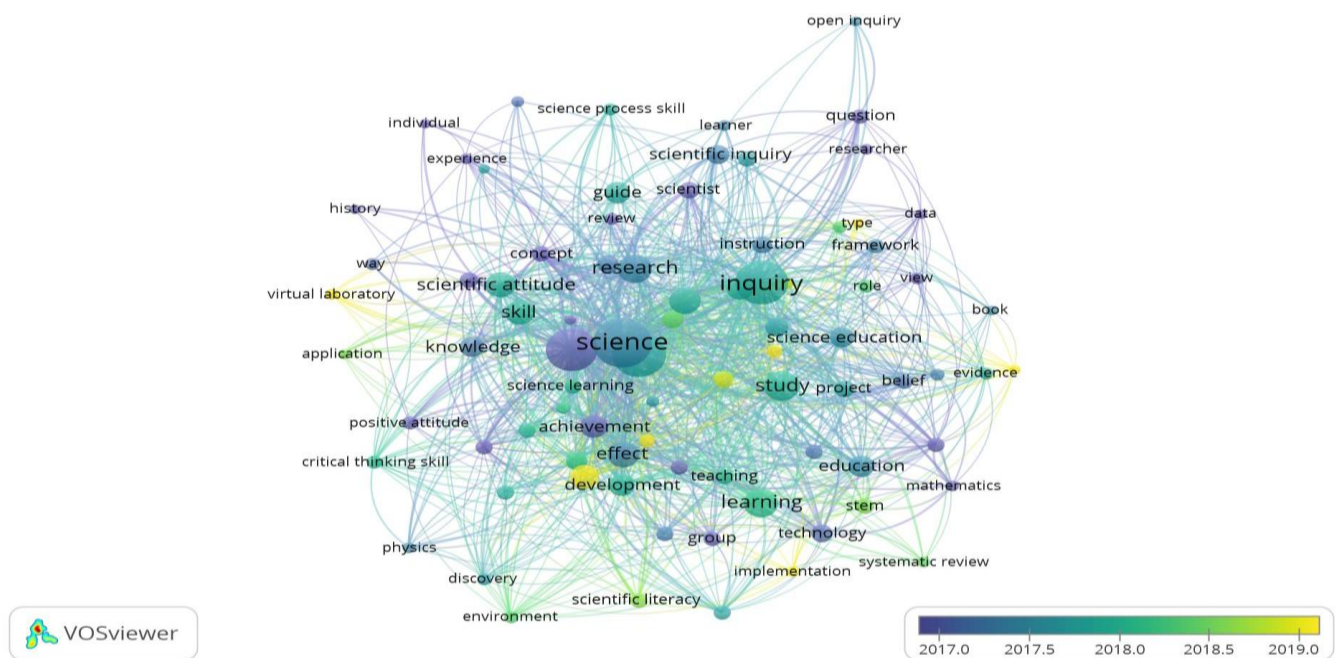 open inquiry
science process skill
question
individual
learner
researcher
experience
scientific inquiry
guide
scientist
history
review
data
type
concept
instruction
framework
way
research
view
scientific attitude
inquiry
role
virtual laboratory
skill
book
science
science education
knowledge
application
evidence
science learning
study
project
belief
positive attitude
achievement
critical thinking skill
effect
education
development
teaching
mathematics
learning
stem
technology
group
physics
systematic review
implementation
discovery
scientific literacy
environment
VOSviewer
2017.0 2017.5 2018.0 2018.5 2019.0